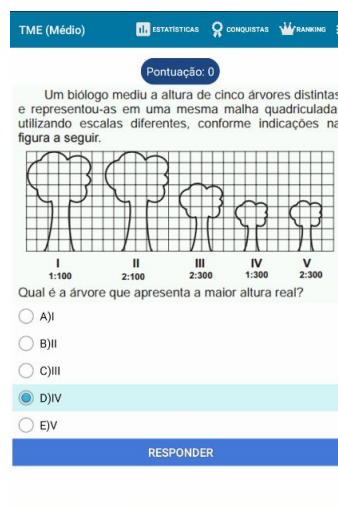 TME (Médio) ESTATÍSTICAS CONQUISTAS RANKING
Pontuação: 0
Um biólogo mediu a altura de cinco árvores distintas
e representou-as em uma mesma malha quadriculada
utilizando escalas diferentes, conforme indicações na
figura a seguir.
I II III IV V
1:100 2:100 2:300 1:300 2:300
Qual é a árvore que apresenta a maior altura real?
A)I
B)II
C)III
D)IV
E)V
RESPONDER